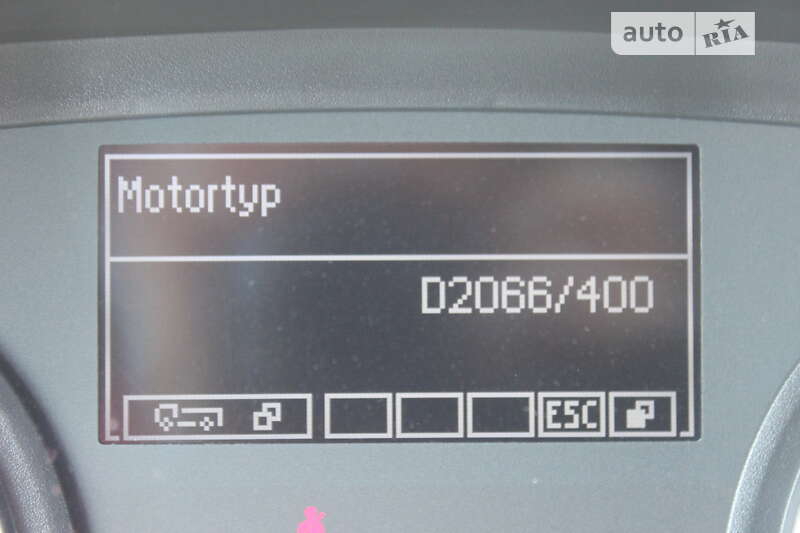 auto RIA
Motortyp
D2066/400
ESC